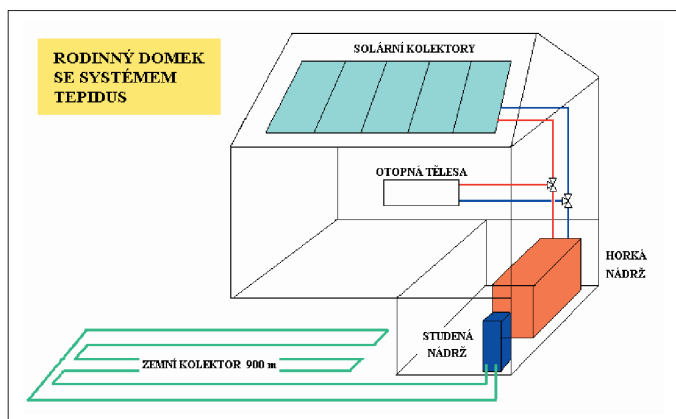 RODINNÝ DOMEK
SE SYSTÉMEM
TEPIDUS
SOLÁRNÍ KOLEKTORY
OTOPNÁ TĚLESA
HORKÁ
NÁDRŽ
STUDENÁ
NÁDRŽ
ZEMNÍ KOLEKTOR 900 m